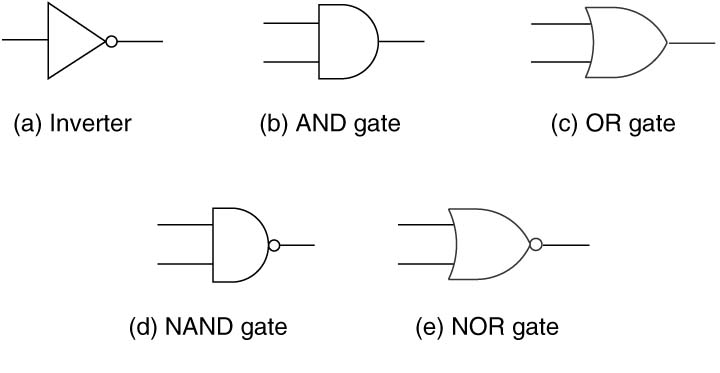 (a) Inverter
(b) AND gate
(c) OR gate
(d) NAND gate
(e) NOR gate